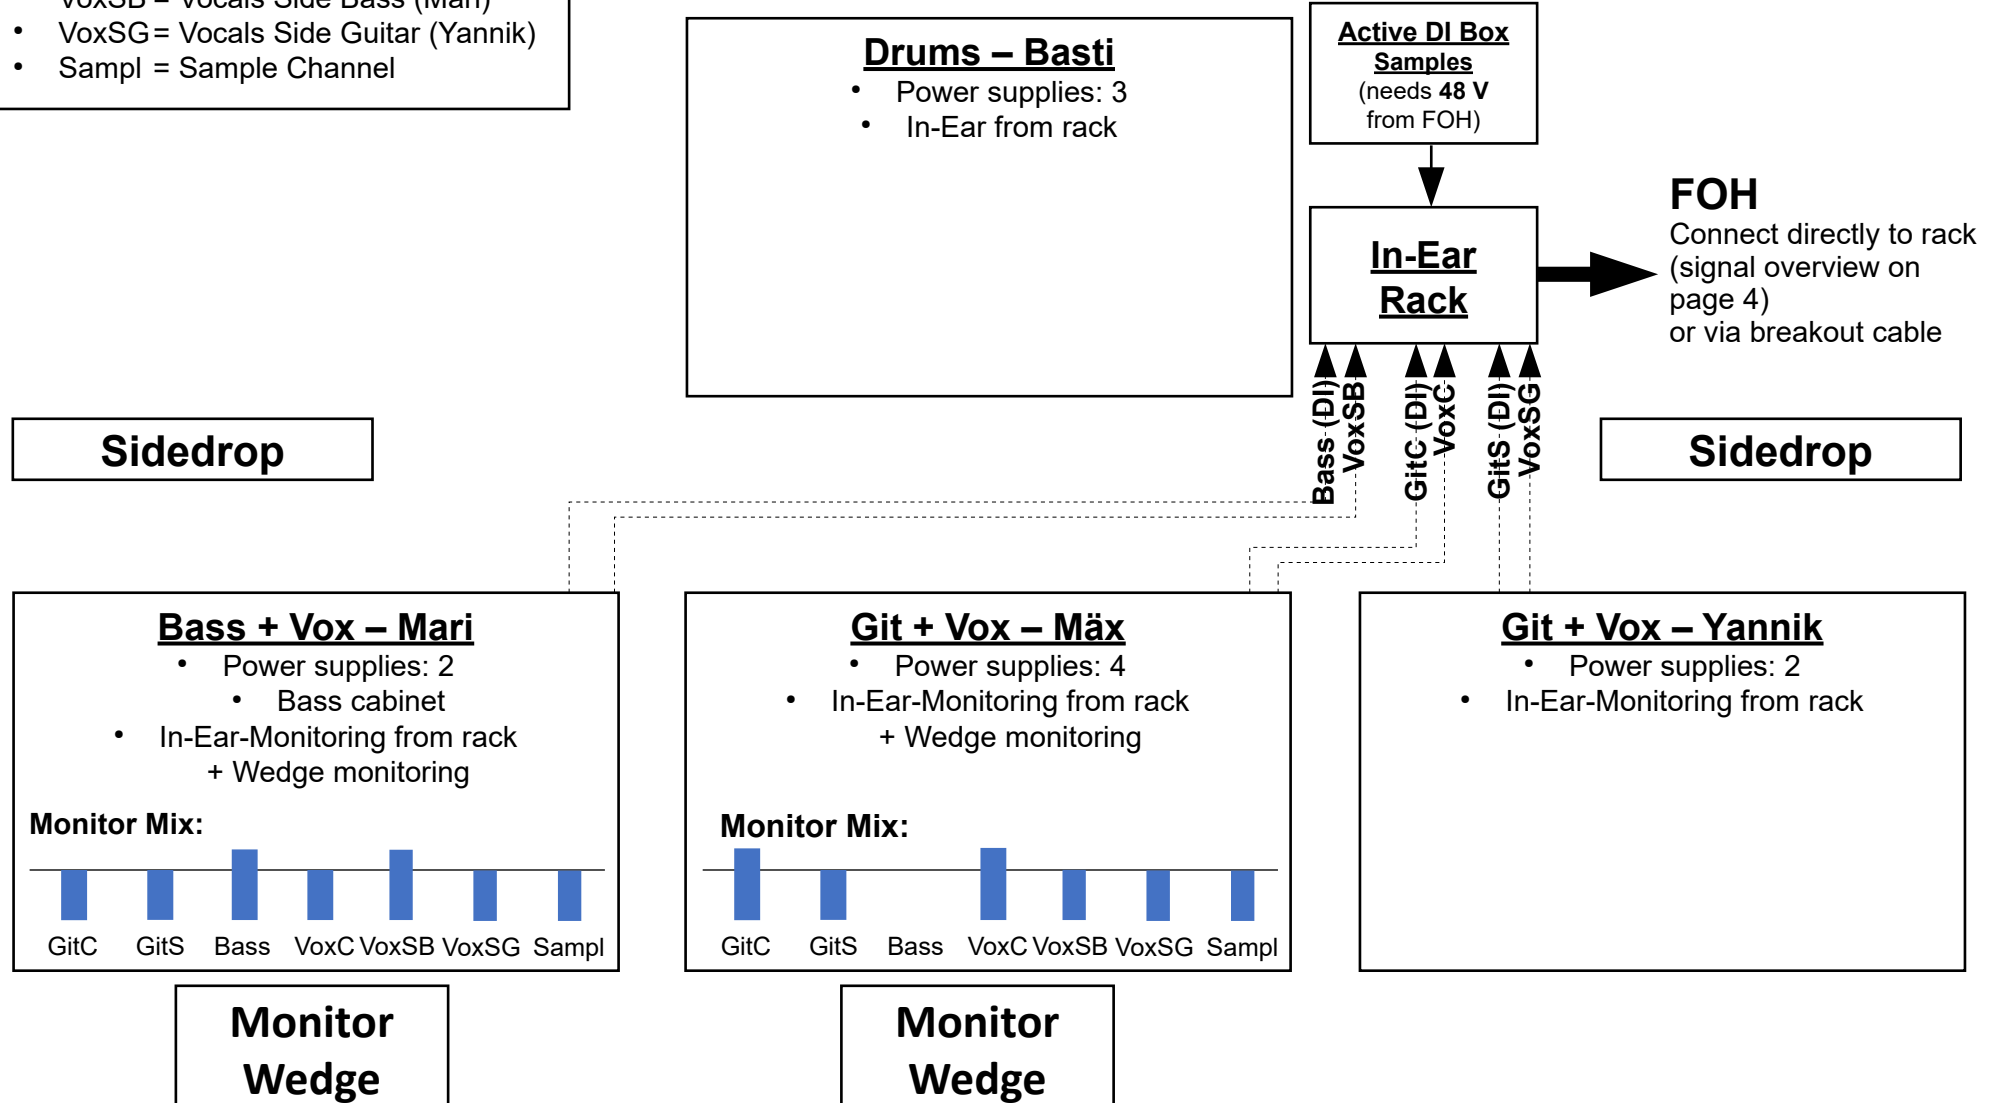 VoxSB = Vocals Side Bass (Mari)
• VoxSG = Vocals Side Guitar (Yannik)
• Sampl = Sample Channel
Drums – Basti
• Power supplies: 3
• In-Ear from rack
Active DI Box
Samples
(needs 48 V
from FOH)
In-Ear
Rack
FOH
Connect directly to rack
(signal overview on
page 4)
or via breakout cable
Bass (DI)
VoxSB
GitC (DI)
VoxC
GitS (DI)
VoxSG
Sidedrop
Sidedrop
Bass + Vox – Mari
• Power supplies: 2
• Bass cabinet
• In-Ear-Monitoring from rack
+ Wedge monitoring
Monitor Mix:
GitC GitS Bass VoxC VoxSB VoxSG Sampl
Git + Vox – Mäx
• Power supplies: 4
• In-Ear-Monitoring from rack
+ Wedge monitoring
Monitor Mix:
GitC GitS Bass VoxC VoxSB VoxSG Sampl
Git + Vox – Yannik
• Power supplies: 2
• In-Ear-Monitoring from rack
Monitor
Wedge
Monitor
Wedge